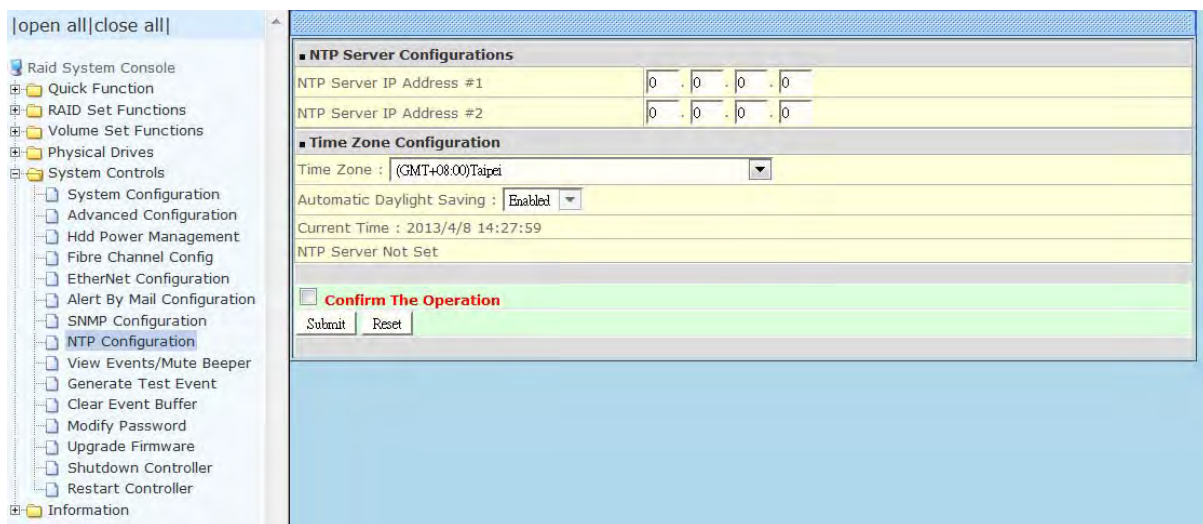 |open all|close all|
Raid System Console
Quick Function
RAID Set Functions
Volume Set Functions
Physical Drives
System Controls
System Configuration
Advanced Configuration
Hdd Power Management
Fibre Channel Config
EtherNet Configuration
Alert By Mail Configuration
SNMP Configuration
NTP Configuration
View Events/Mute Beeper
Generate Test Event
Clear Event Buffer
Modify Password
Upgrade Firmware
Shutdown Controller
Restart Controller
Information
NTP Server Configurations
NTP Server IP Address #1 0 . 0 . 0 . 0
NTP Server IP Address #2 0 . 0 . 0 . 0
Time Zone Configuration
Time Zone : (GMT+08:00)Taipei
Automatic Daylight Saving : Enabled
Current Time : 2013/4/8 14:27:59
NTP Server Not Set
Confirm The Operation
Submit Reset